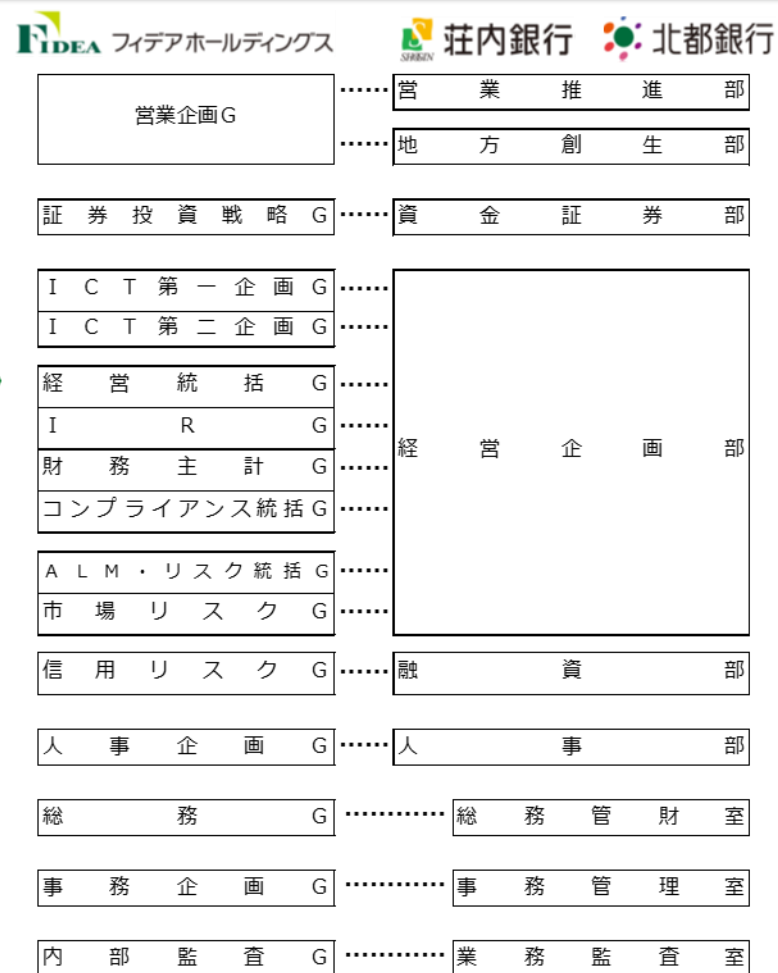 FIDEA フィデアホールディングス 荘内銀行 北都銀行
SHONAI
営業企画G
営業推進部
地方創生部
証券投資戦略G 資金証券部
ICT第一企画G
ICT第二企画G
経営統括G
IRG
経営企画部
財務主計G
コンプライアンス統括G
ALM・リスク統括G
市場リスクG
信用リスクG 融資部
人事企画G 人事部
総務G 総務管財室
事務企画G 事務管理室
内部監査G 業務監査室